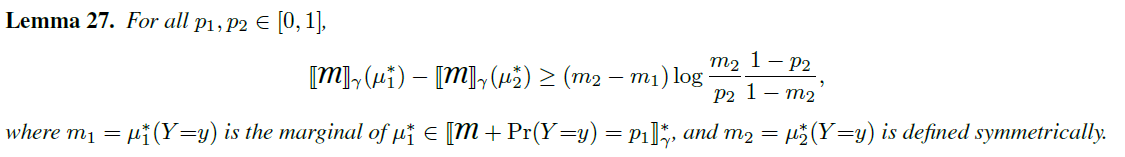 Lemma 27. For all p₁, p₂ ∈ [0, 1],
⟦𝓜⟧ᵧ(μ₁*) − ⟦𝓜⟧ᵧ(μ₂*) ≥ (m₂ − m₁) log m₂/p₂ (1 − p₂)/(1 − m₂),
where m₁ = μ₁*(Y=y) is the marginal of μ₁* ∈ ⟦𝓜 + Pr(Y=y) = p₁⟧ᵧ*, and m₂ = μ₂*(Y=y) is defined symmetrically.